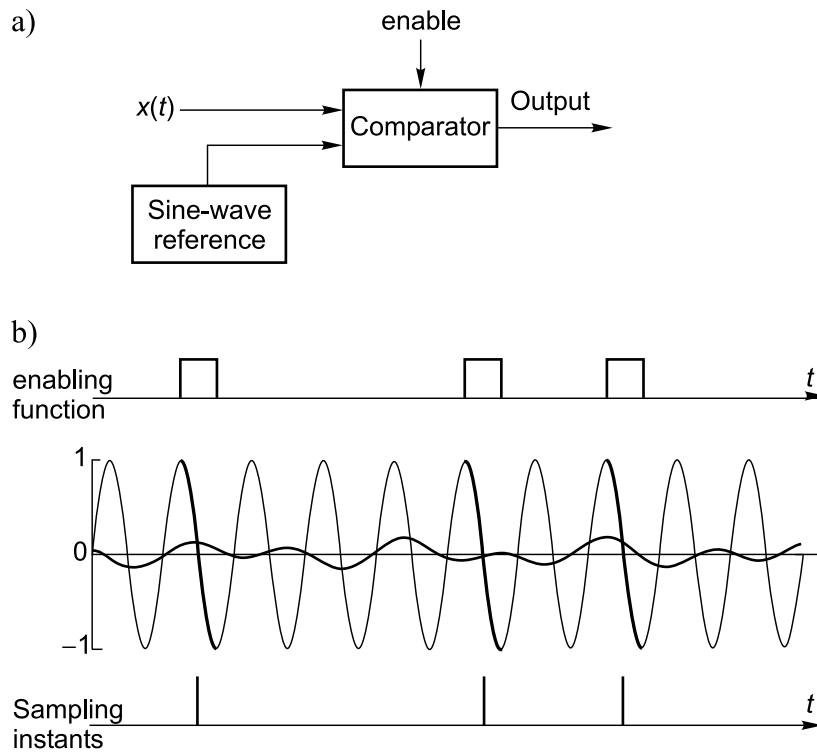 a)
enable
x(t)
Comparator
Output
Sine-wave
reference
b)
enabling
function
t
1
0
−1
Sampling
instants
t